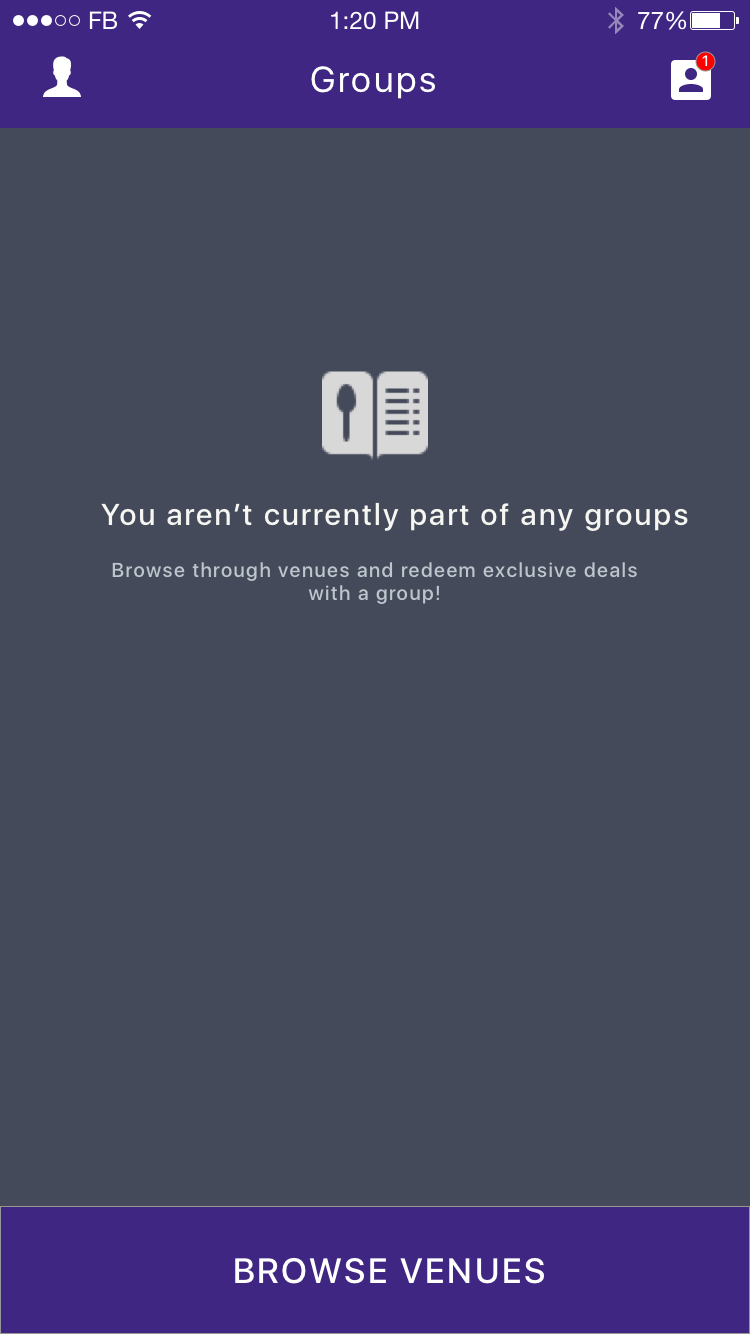 FB 1:20 PM 77%
Groups 1
You aren’t currently part of any groups
Browse through venues and redeem exclusive deals
with a group!
BROWSE VENUES